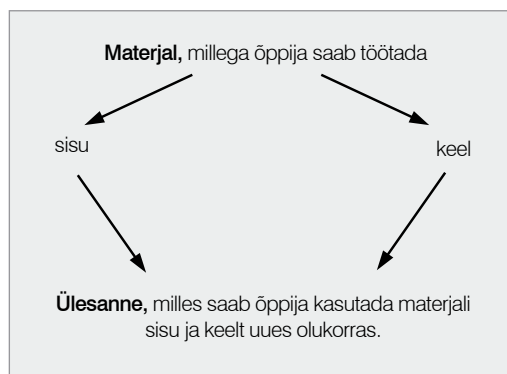 Materjal, millega õppija saab töötada
sisu
keel
Ülesanne, milles saab õppija kasutada materjali
sisu ja keelt uues olukorras.